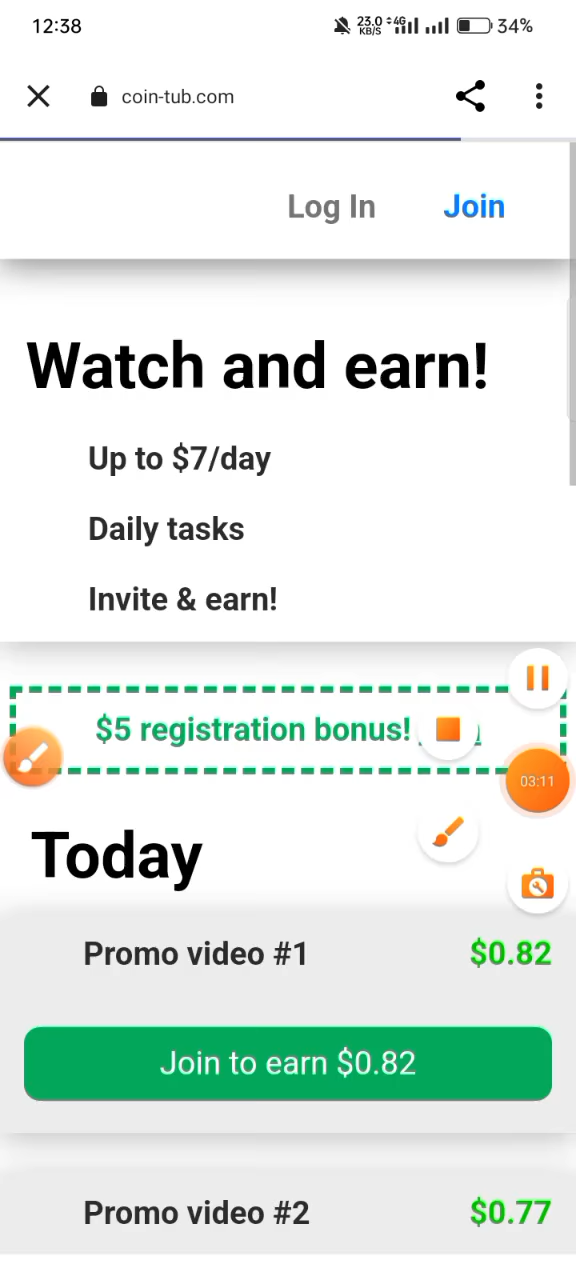 12:38
23.0 KB/S 4G 34%
coin-tub.com
Log In Join
Watch and earn!
Up to $7/day
Daily tasks
Invite & earn!
$5 registration bonus!
03:11
Today
Promo video #1 $0.82
Join to earn $0.82
Promo video #2 $0.77